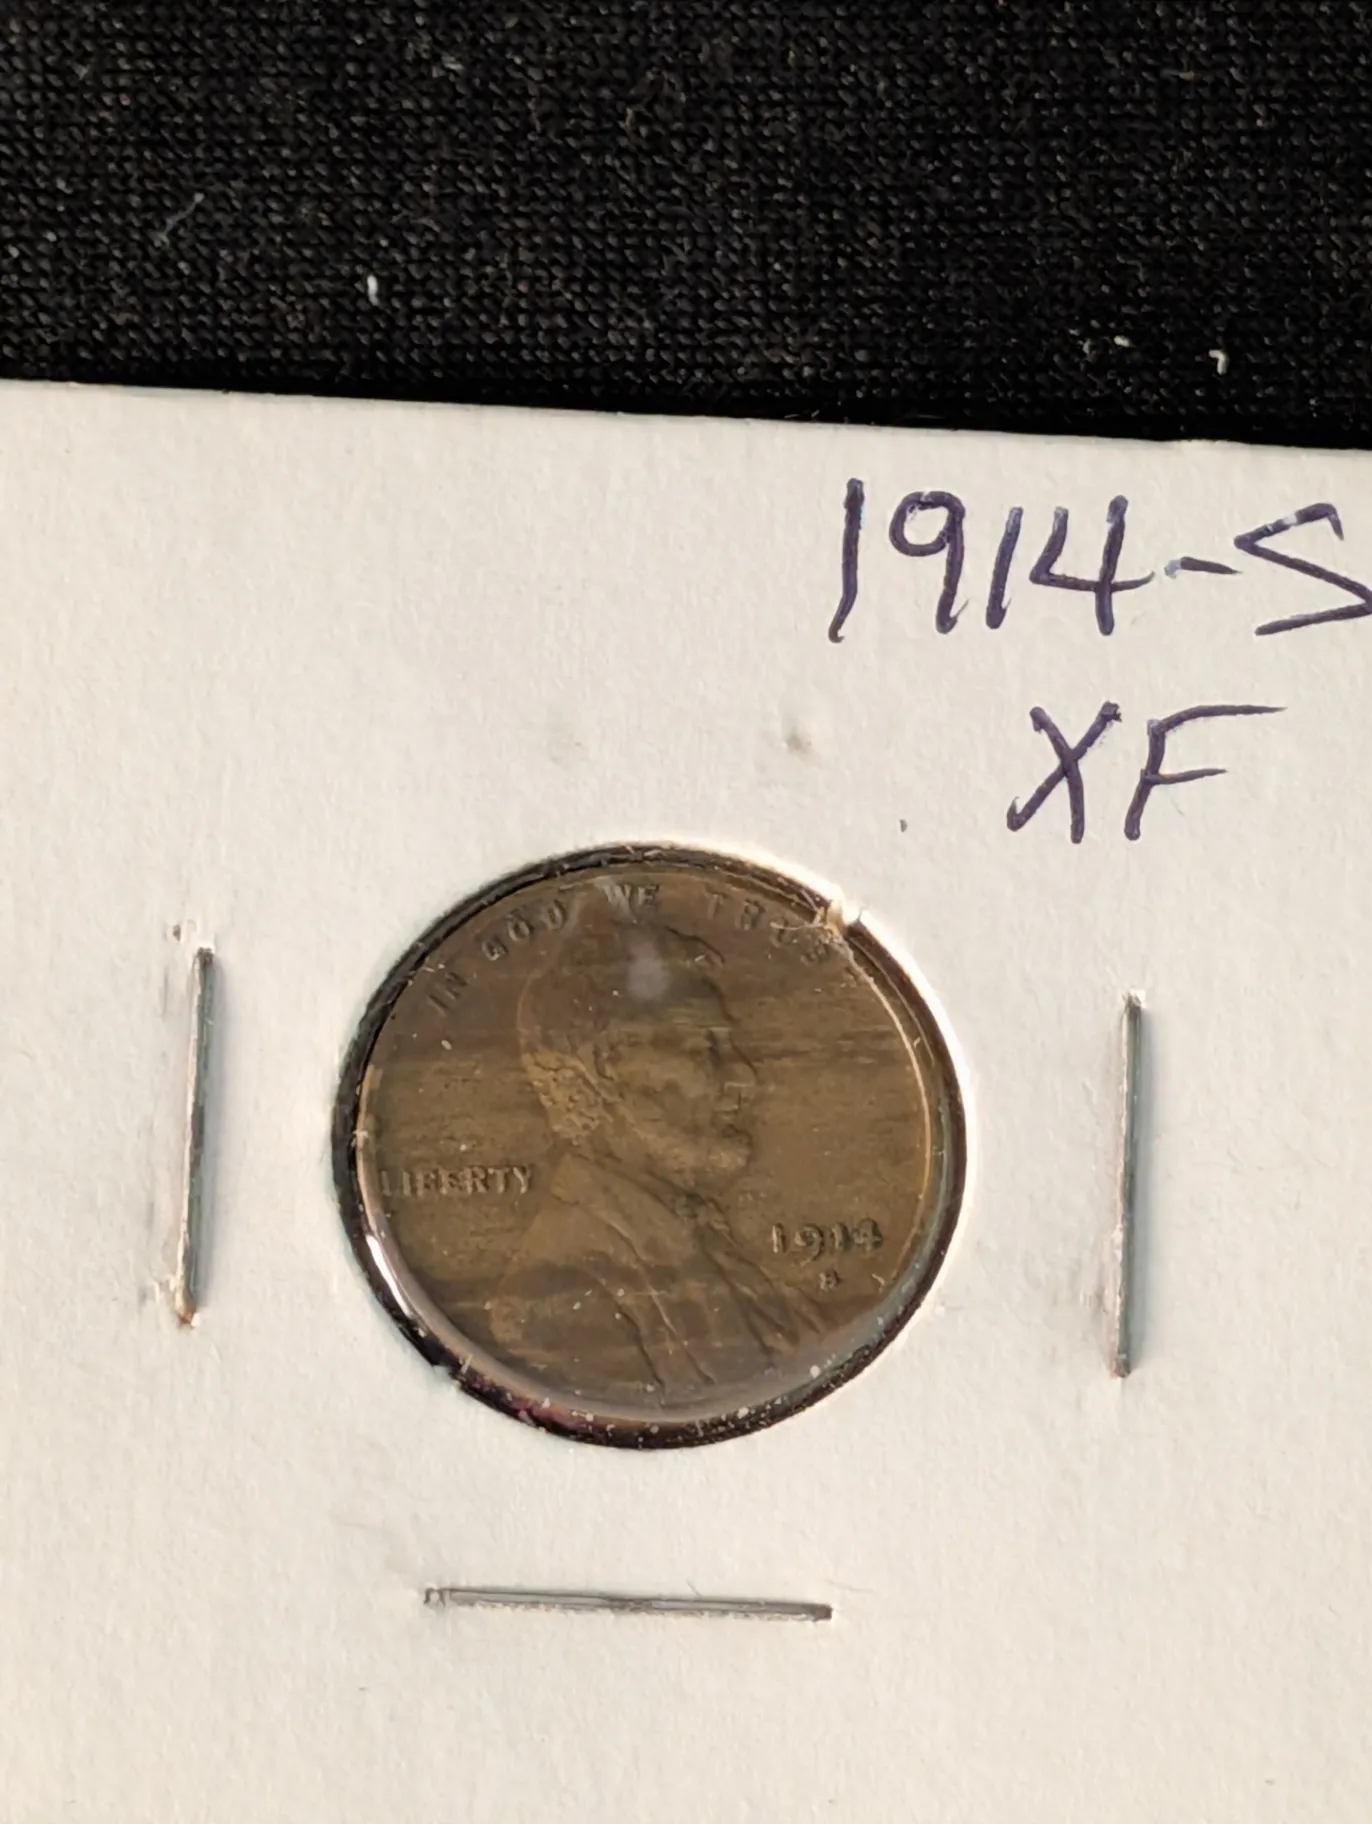 1914-S
XF
IN GOD WE TRUST
LIBERTY
1914
S